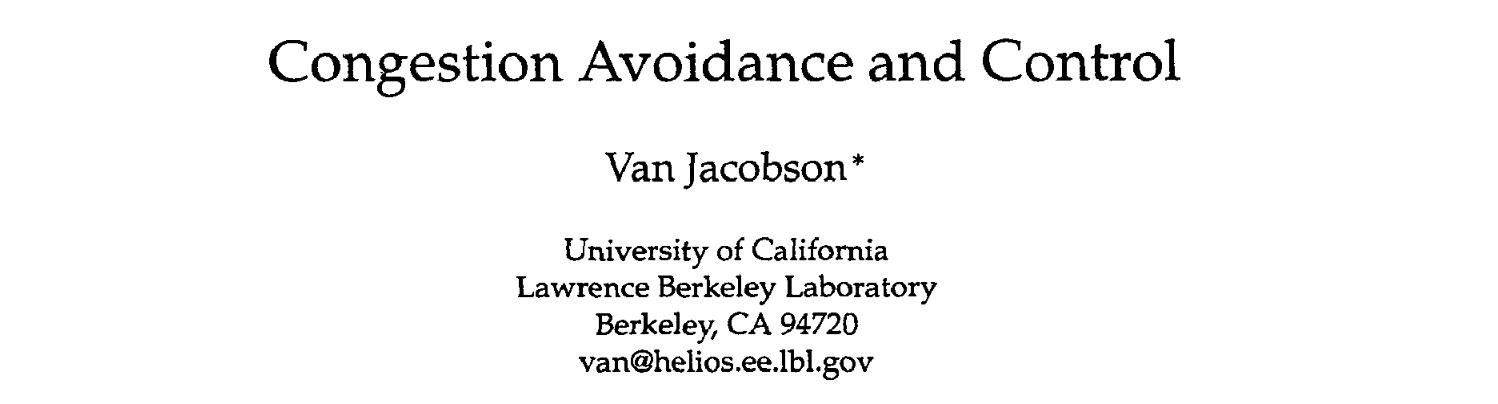 Congestion Avoidance and Control
Van Jacobson*
University of California
Lawrence Berkeley Laboratory
Berkeley, CA 94720
van@helios.ee.lbl.gov